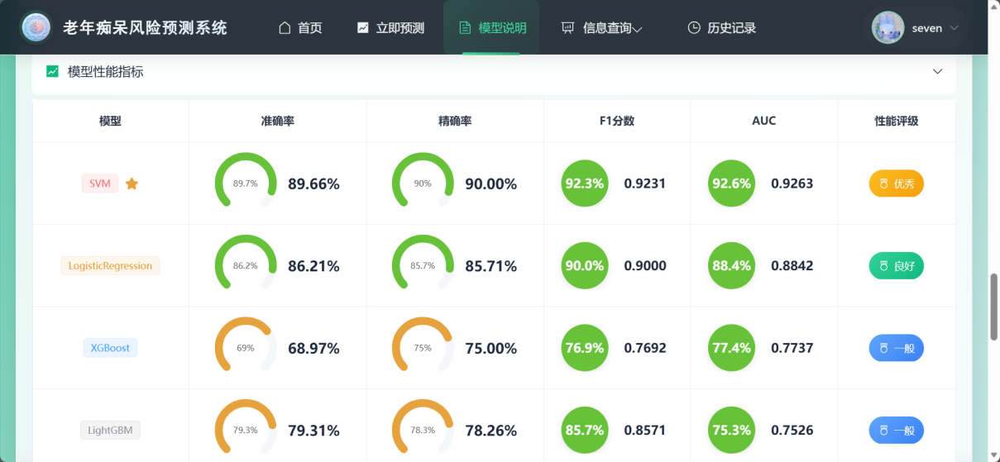 老年痴呆风险预测系统 首页 立即预测 模型说明 信息查询 历史记录 seven
模型性能指标
模型 准确率 精确率 F1分数 AUC 性能评级
SVM 89.7% 89.66% 90% 90.00% 92.3% 0.9231 92.6% 0.9263 优秀
LogisticRegression 86.2% 86.21% 85.7% 85.71% 90.0% 0.9000 88.4% 0.8842 良好
XGBoost 69% 68.97% 75% 75.00% 76.9% 0.7692 77.4% 0.7737 一般
LightGBM 79.3% 79.31% 78.3% 78.26% 85.7% 0.8571 75.3% 0.7526 一般